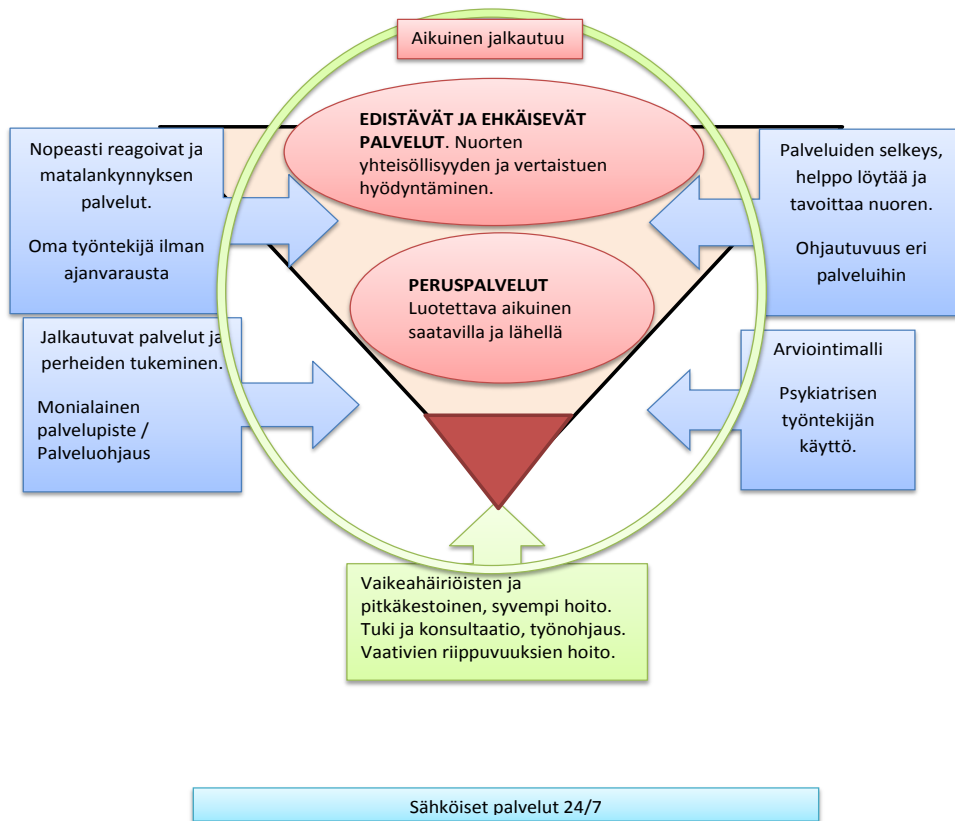 Aikuinen jalkautuu
EDISTÄVÄT JA EHKÄISEVÄT
PALVELUT. Nuorten
yhteisöllisyyden ja vertaistuen
hyödyntäminen.
Nopeasti reagoivat ja
matalankynnyksen
palvelut.
Oma työntekijä ilman
ajanvarausta
Palveluiden selkeys,
helppo löytää ja
tavoittaa nuoren.
Ohjautuvuus eri
palveluihin
PERUSPALVELUT
Luotettava aikuinen
saatavilla ja lähellä
Jalkautuvat palvelut ja
perheiden tukeminen.
Monialainen
palvelupiste /
Palveluohjaus
Arviointimalli
Psykiatrisen
työntekijän
käyttö.
Vaikeahäiriöisten ja
pitkäkestoinen, syvempi hoito.
Tuki ja konsultaatio, työnohjaus.
Vaativien riippuvuuksien hoito.
Sähköiset palvelut 24/7